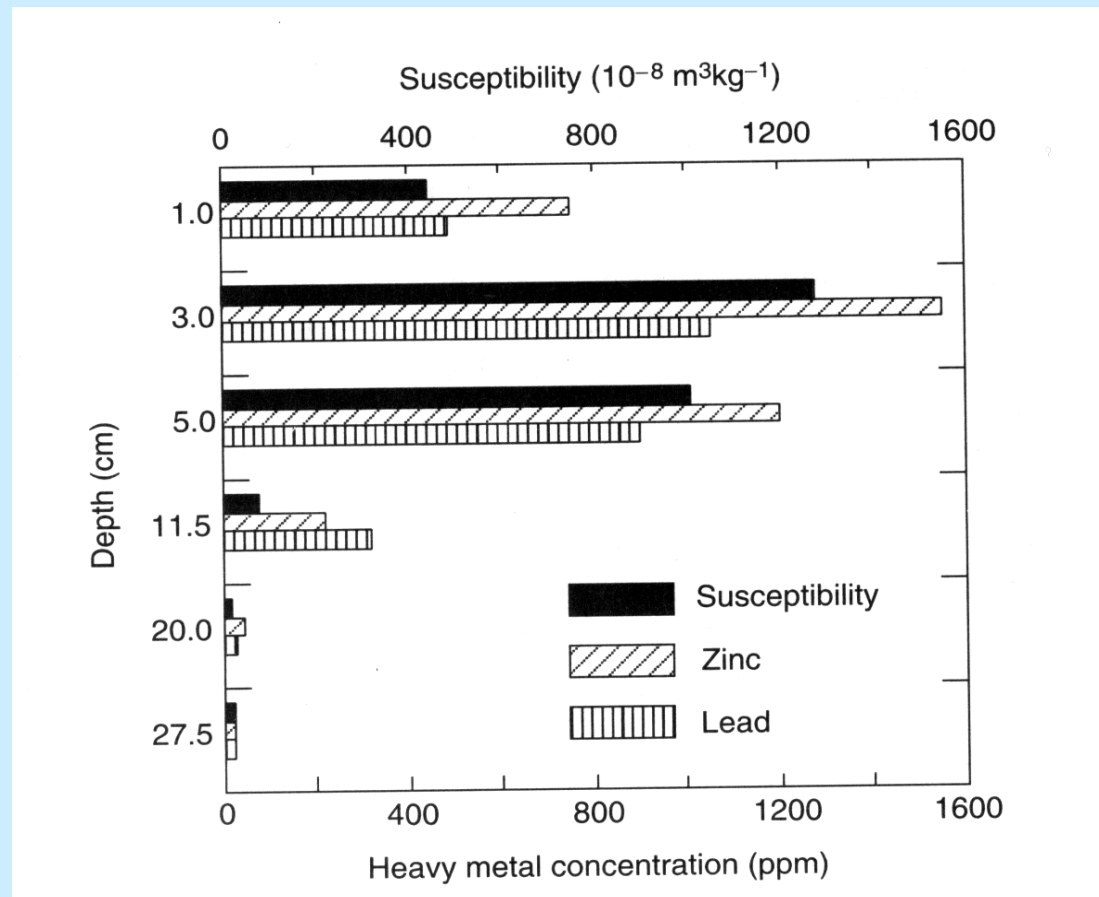 Susceptibility (10⁻⁸ m³kg⁻¹)
0 400 800 1200 1600
1.0
3.0
5.0
11.5
20.0
27.5
Depth (cm)
Susceptibility
Zinc
Lead
0 400 800 1200 1600
Heavy metal concentration (ppm)